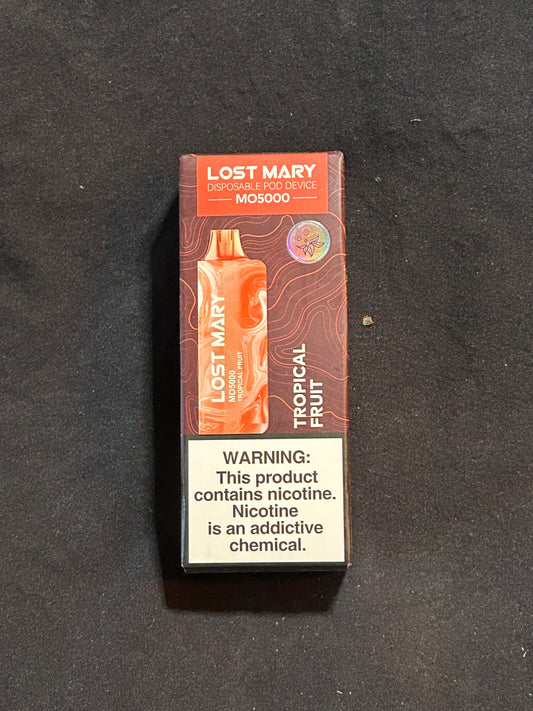 LOST MARY
DISPOSABLE POD DEVICE
MO5000
LOST MARY
MO5000
TROPICAL FRUIT
TROPICAL
FRUIT
WARNING:
This product
contains nicotine.
Nicotine
is an addictive
chemical.